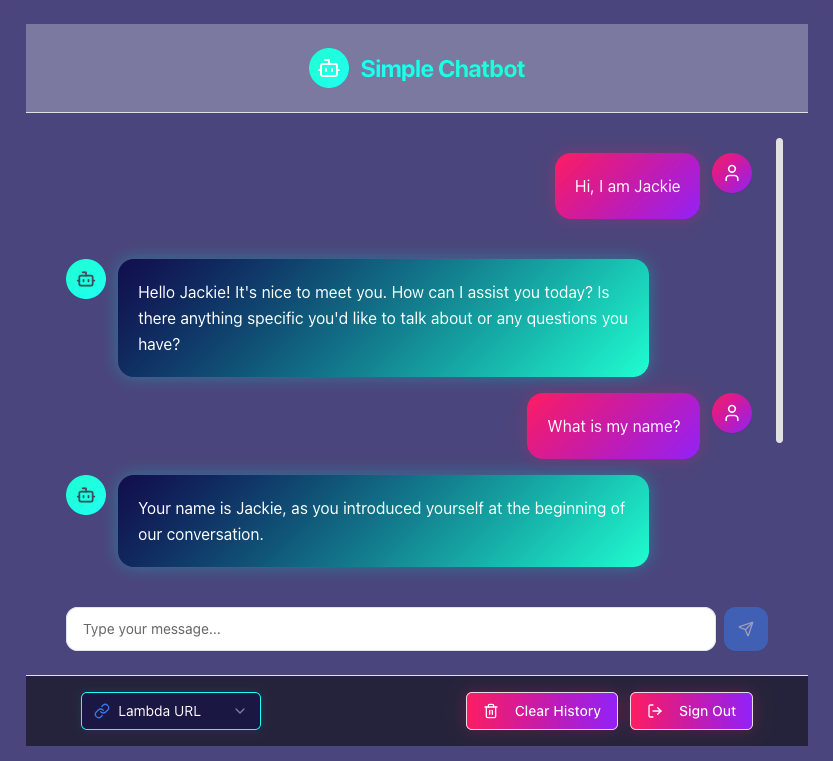 Simple Chatbot
Hi, I am Jackie
Hello Jackie! It's nice to meet you. How can I assist you today? Is
there anything specific you'd like to talk about or any questions you
have?
What is my name?
Your name is Jackie, as you introduced yourself at the beginning of
our conversation.
Type your message...
Lambda URL
Clear History
Sign Out